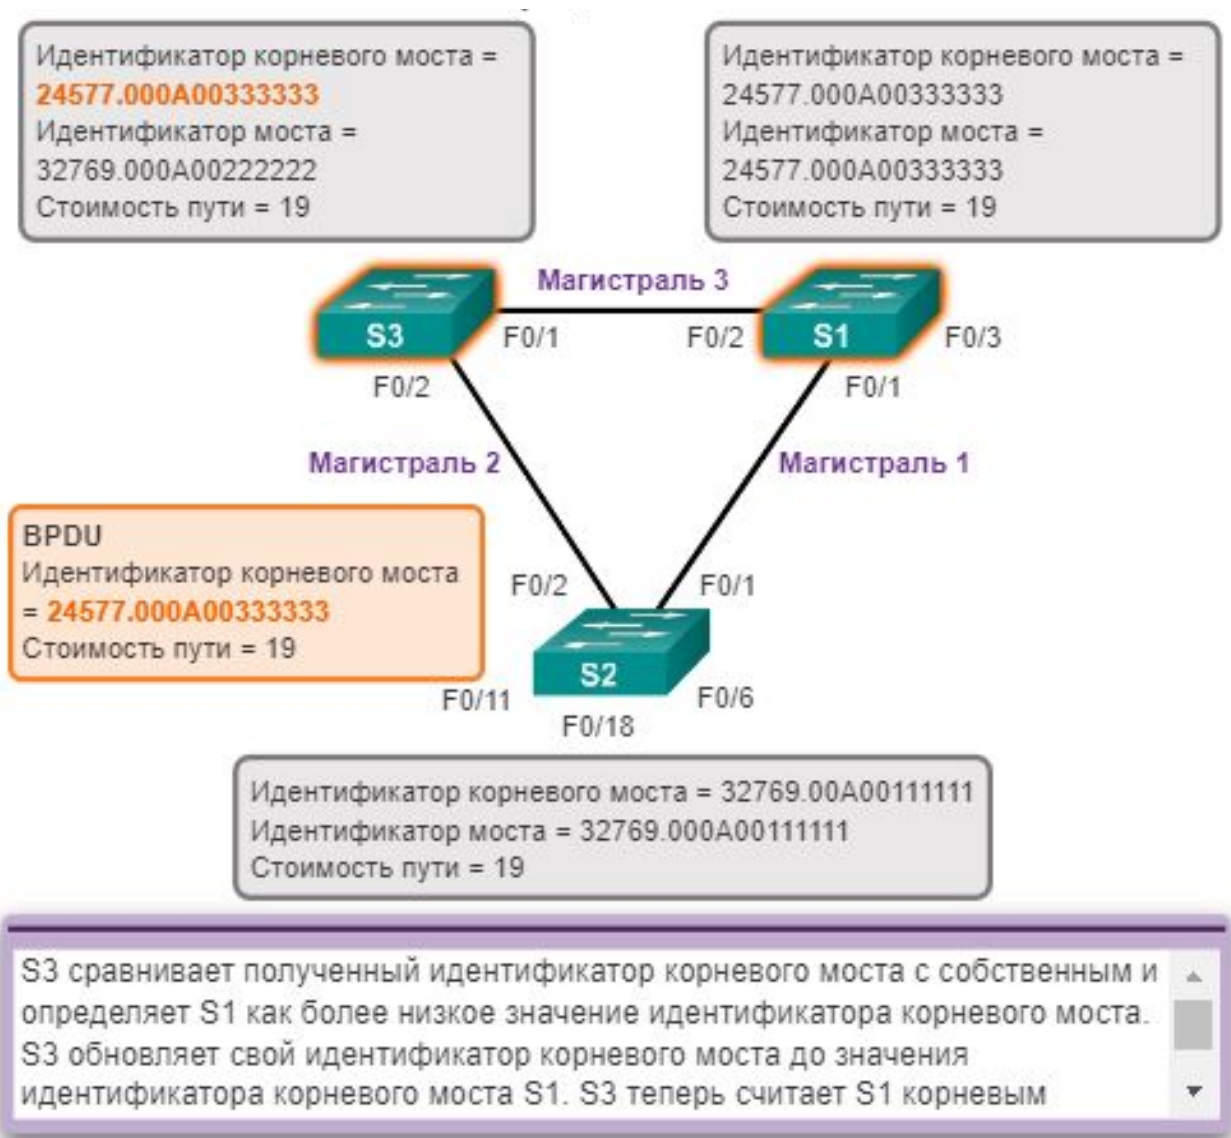 Идентификатор корневого моста =
24577.000A00333333
Идентификатор моста =
32769.000A00222222
Стоимость пути = 19
Идентификатор корневого моста =
24577.000A00333333
Идентификатор моста =
24577.000A00333333
Стоимость пути = 19
Магистраль 3
S3
F0/1
F0/2
S1
F0/3
F0/2
F0/1
Магистраль 2
Магистраль 1
BPDU
Идентификатор корневого моста
= 24577.000A00333333
Стоимость пути = 19
F0/2
F0/1
S2
F0/11
F0/6
F0/18
Идентификатор корневого моста = 32769.00A00111111
Идентификатор моста = 32769.000A00111111
Стоимость пути = 19
S3 сравнивает полученный идентификатор корневого моста с собственным и
определяет S1 как более низкое значение идентификатора корневого моста.
S3 обновляет свой идентификатор корневого моста до значения
идентификатора корневого моста S1. S3 теперь считает S1 корневым